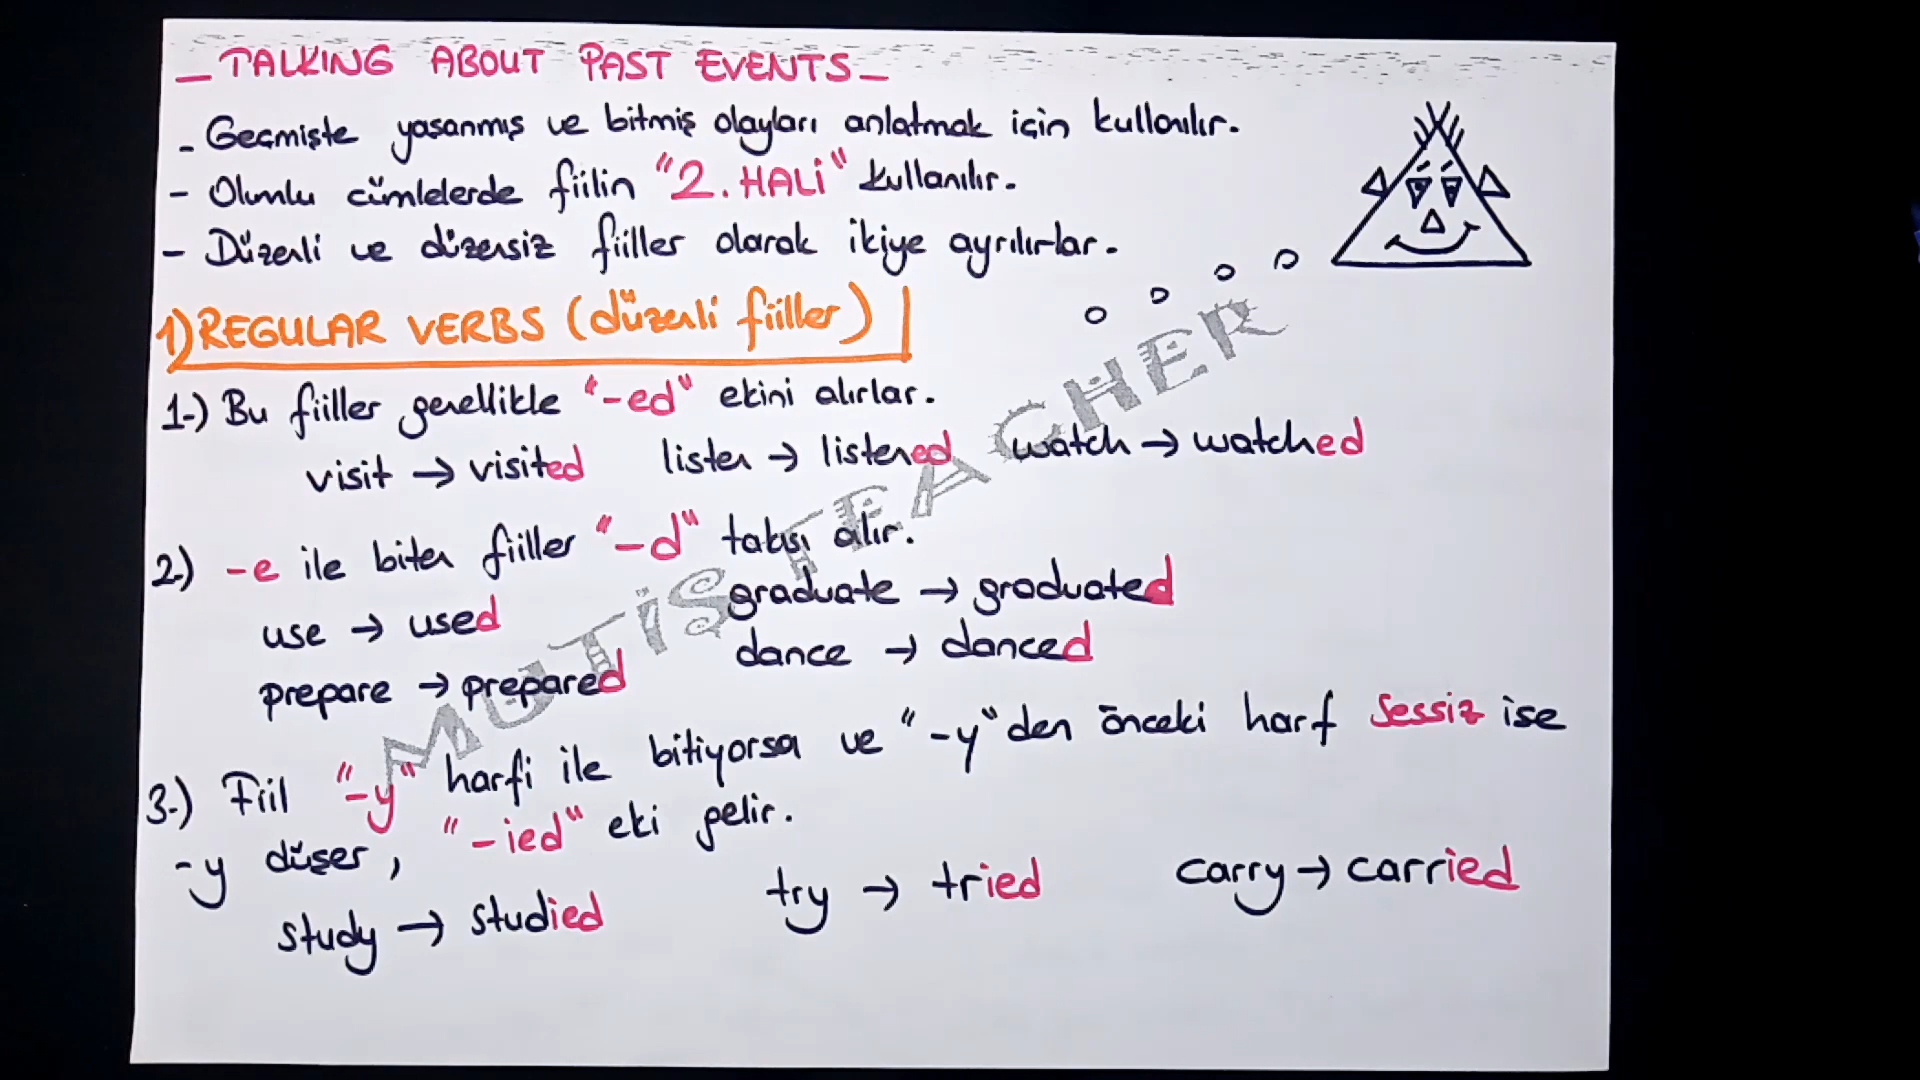 _ TALKING ABOUT PAST EVENTS _
- Geçmişte yaşanmış ve bitmiş olayları anlatmak için kullanılır.
- Olumlu cümlelerde fiilin "2. HALİ" kullanılır.
- Düzenli ve düzensiz fiiller olarak ikiye ayrılırlar.
1) REGULAR VERBS (düzenli fiiller)
1-) Bu fiiller genellikle "-ed" ekini alırlar.
visit → visited listen → listened watch → watched
2-) -e ile biten fiiller "-d" takısı alır.
use → used graduate → graduated
prepare → prepared dance → danced
3-) Fiil "-y" harfi ile bitiyorsa ve "-y"den önceki harf sessiz ise
-y düşer, "-ied" eki gelir.
study → studied try → tried carry → carried
MUTİŞ TEACHER